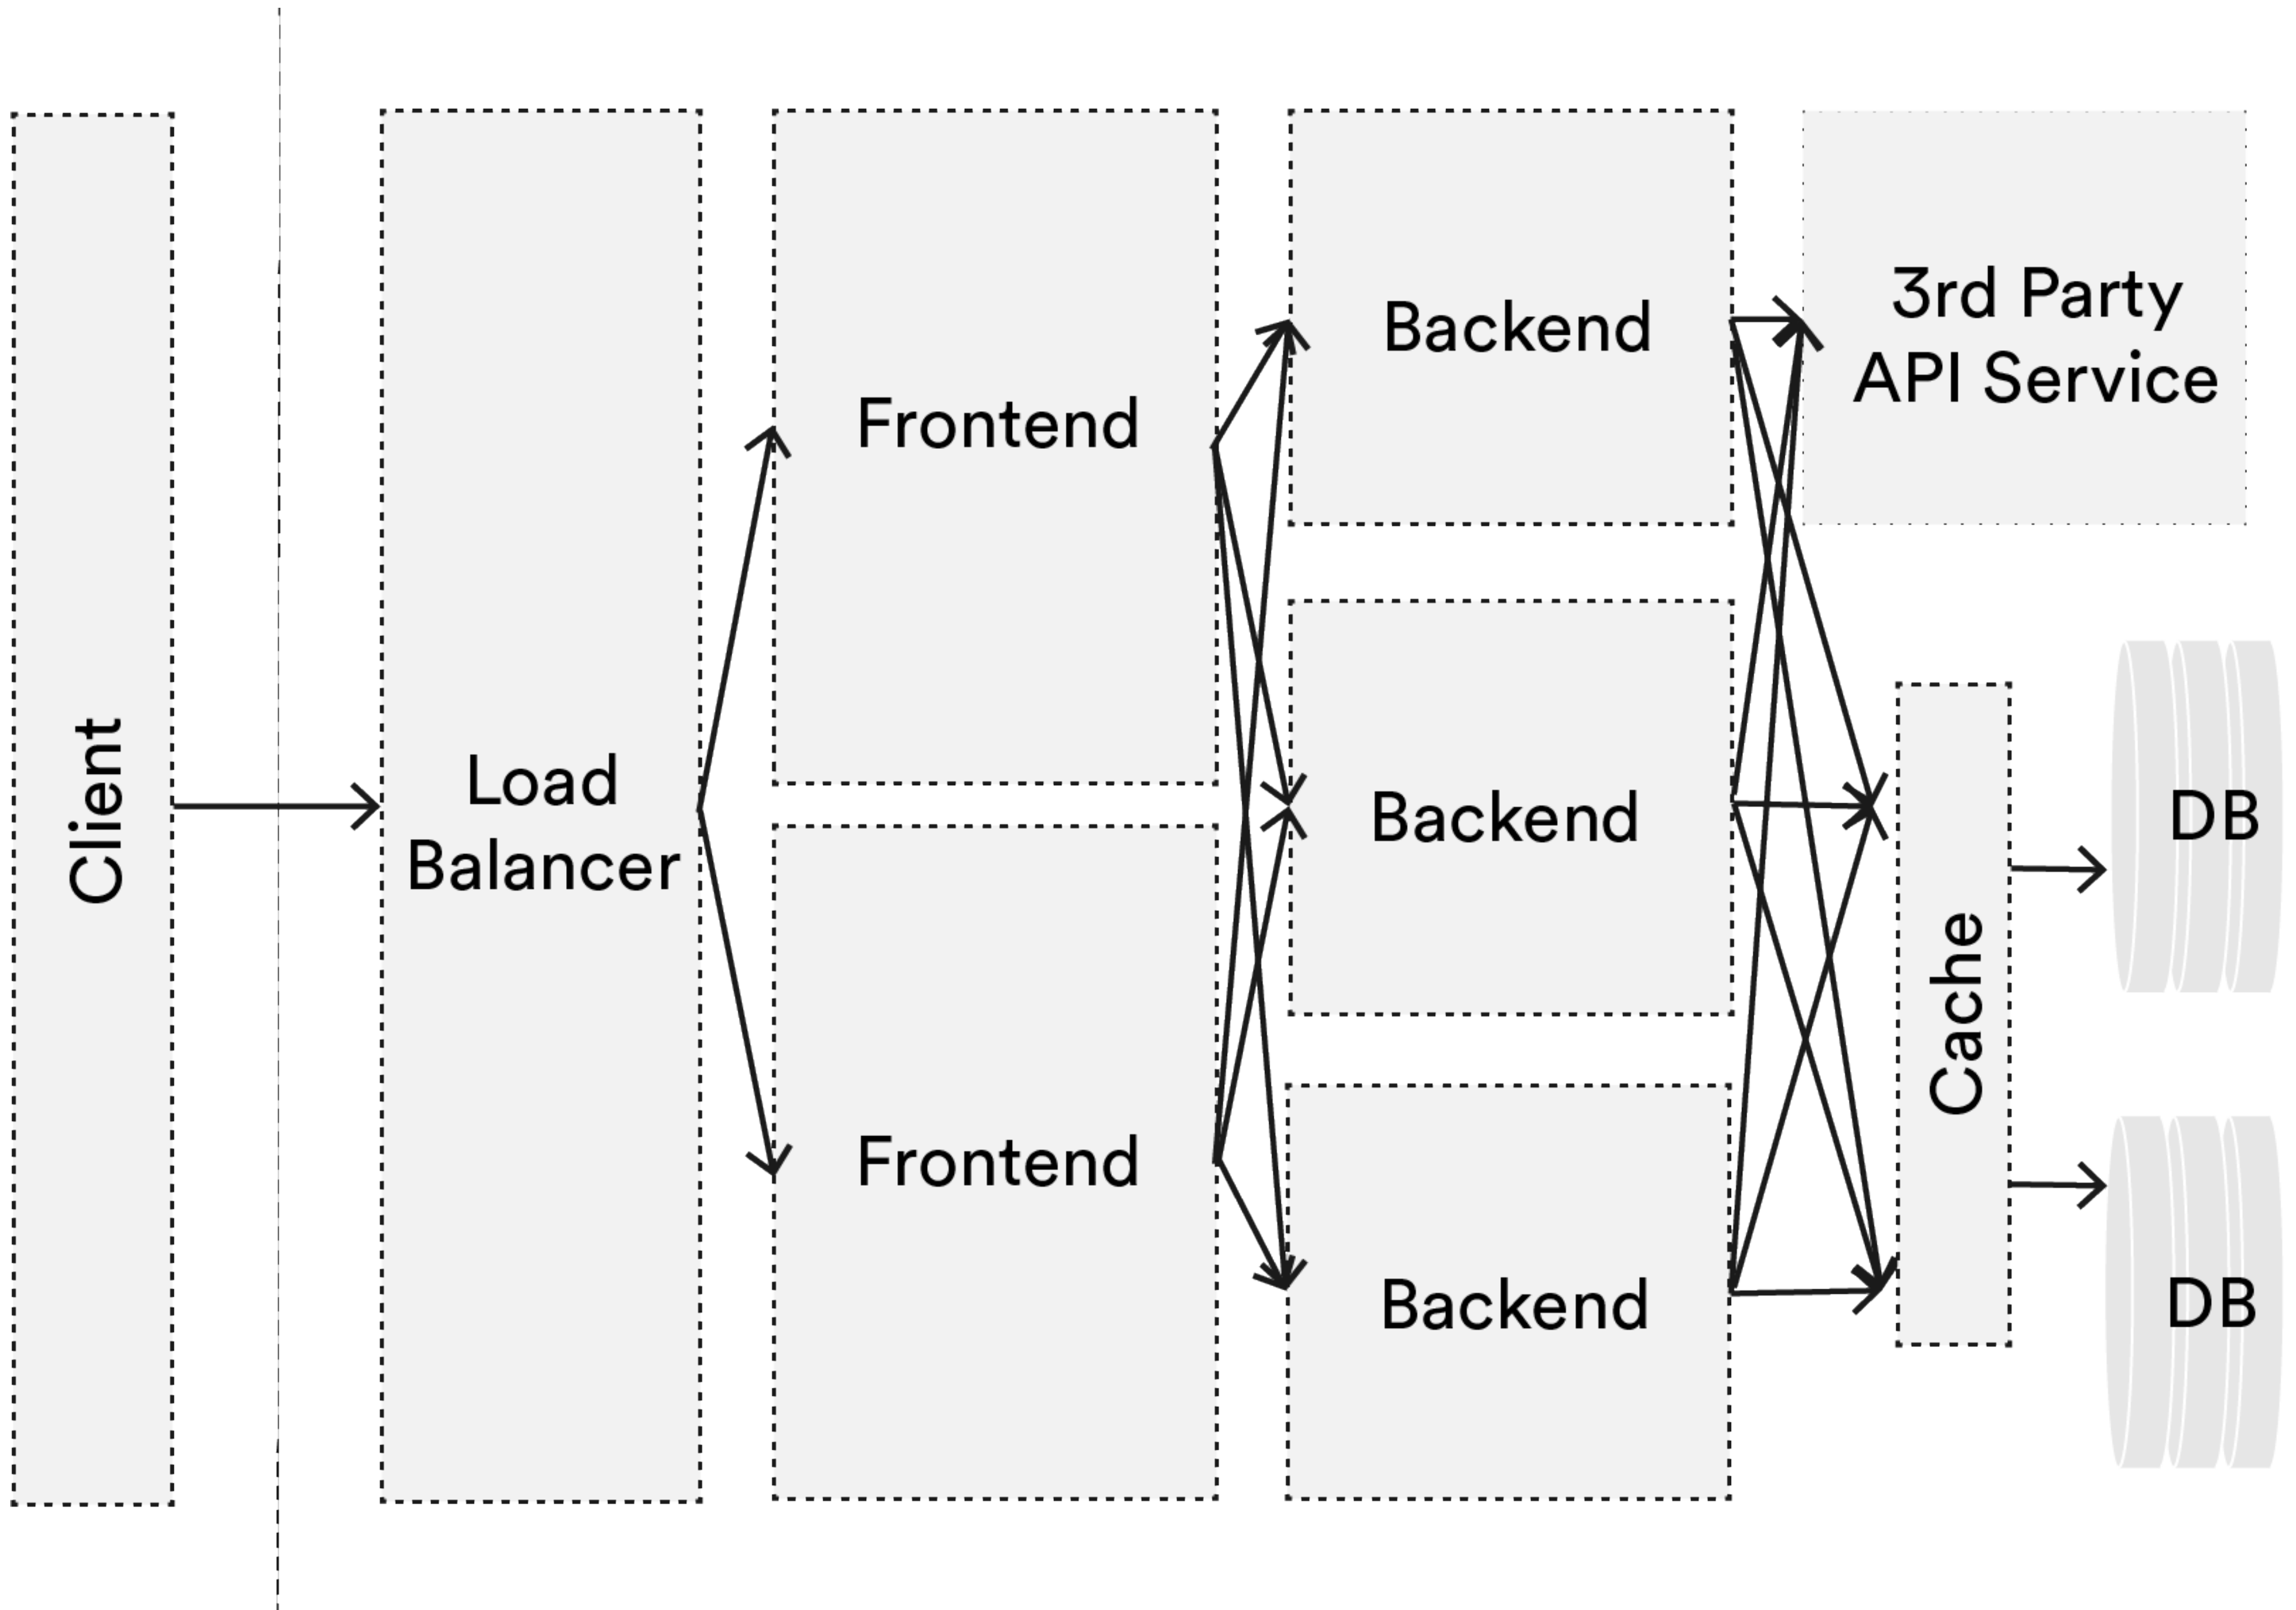 Client
Load
Balancer
Frontend
Frontend
Backend
Backend
Backend
3rd Party
API Service
Cache
DB
DB